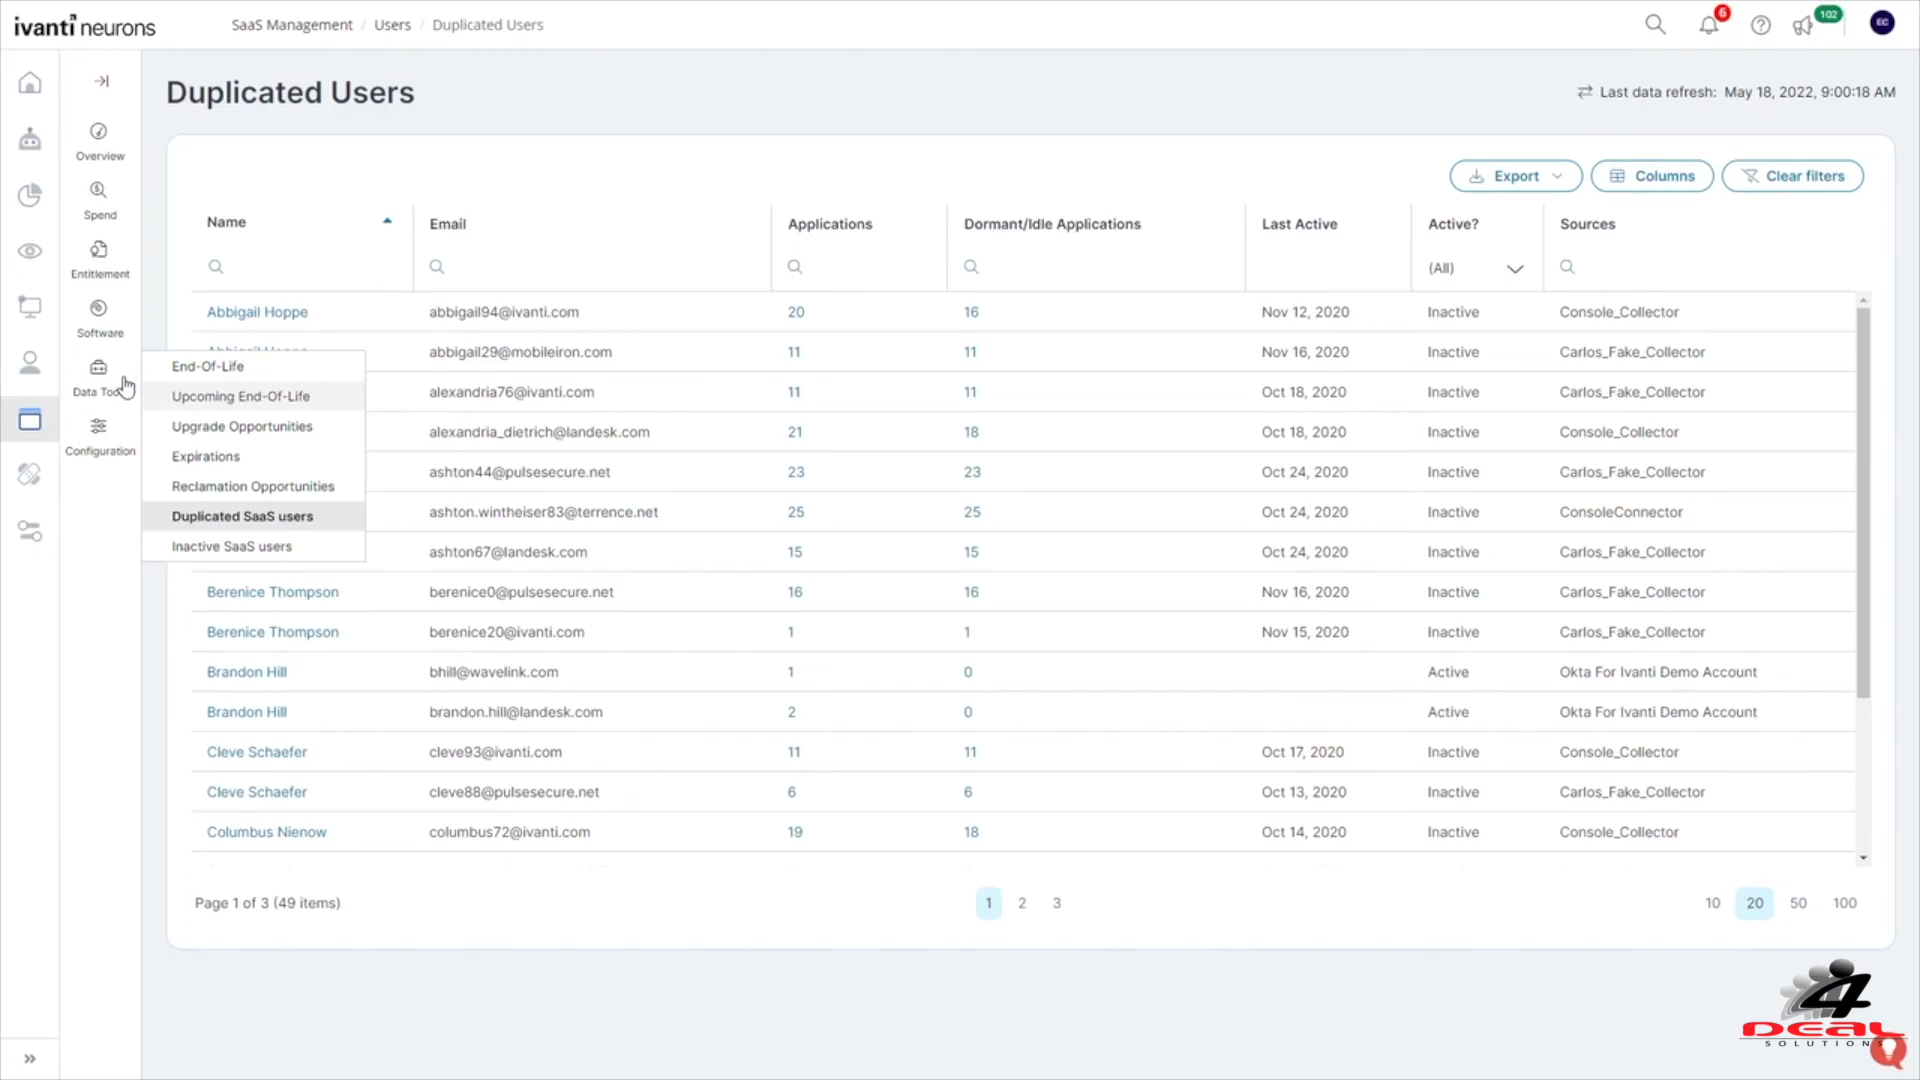 ivanti neurons
SaaS Management / Users / Duplicated Users
6
102
EC
Duplicated Users
Last data refresh: May 18, 2022, 9:00:18 AM
Overview
Spend
Entitlement
Software
Configuration
End-Of-Life
Upcoming End-Of-Life
Upgrade Opportunities
Expirations
Reclamation Opportunities
Duplicated SaaS users
Inactive SaaS users
Export
Columns
Clear filters
Name Email Applications Dormant/Idle Applications Last Active Active? Sources
(All)
Abbigail Hoppe abbigail94@ivanti.com 20 16 Nov 12, 2020 Inactive Console_Collector
abbigail29@mobileiron.com 11 11 Nov 16, 2020 Inactive Carlos_Fake_Collector
alexandria76@ivanti.com 11 11 Oct 18, 2020 Inactive Carlos_Fake_Collector
alexandria_dietrich@landesk.com 21 18 Oct 18, 2020 Inactive Console_Collector
ashton44@pulsesecure.net 23 23 Oct 24, 2020 Inactive Carlos_Fake_Collector
ashton.wintheiser83@terrence.net 25 25 Oct 24, 2020 Inactive ConsoleConnector
ashton67@landesk.com 15 15 Oct 24, 2020 Inactive Carlos_Fake_Collector
Berenice Thompson berenice0@pulsesecure.net 16 16 Nov 16, 2020 Inactive Carlos_Fake_Collector
Berenice Thompson berenice20@ivanti.com 1 1 Nov 15, 2020 Inactive Carlos_Fake_Collector
Brandon Hill bhill@wavelink.com 1 0 Active Okta For Ivanti Demo Account
Brandon Hill brandon.hill@landesk.com 2 0 Active Okta For Ivanti Demo Account
Cleve Schaefer cleve93@ivanti.com 11 11 Oct 17, 2020 Inactive Console_Collector
Cleve Schaefer cleve88@pulsesecure.net 6 6 Oct 13, 2020 Inactive Carlos_Fake_Collector
Columbus Nienow columbus72@ivanti.com 19 18 Oct 14, 2020 Inactive Console_Collector
Page 1 of 3 (49 items) 1 2 3 10 20 50 100
4
DEAL
SOLUTIONS